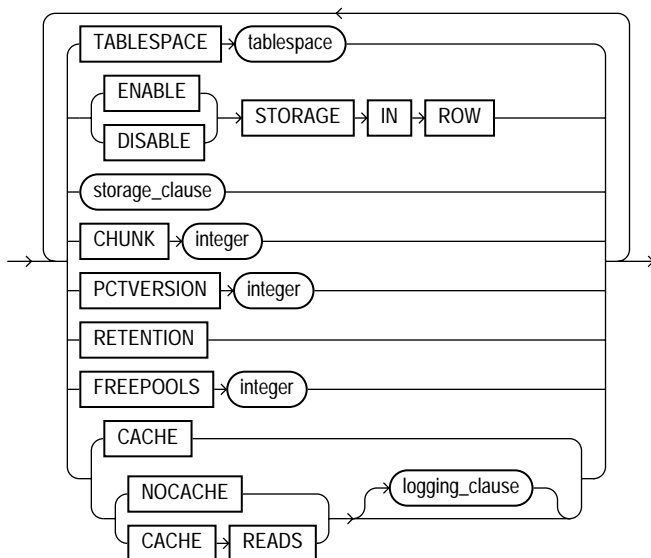 TABLESPACE tablespace
ENABLE
STORAGE IN ROW
DISABLE
storage_clause
CHUNK integer
PCTVERSION integer
RETENTION
FREEPOOLS integer
CACHE
NOCACHE
logging_clause
CACHE READS